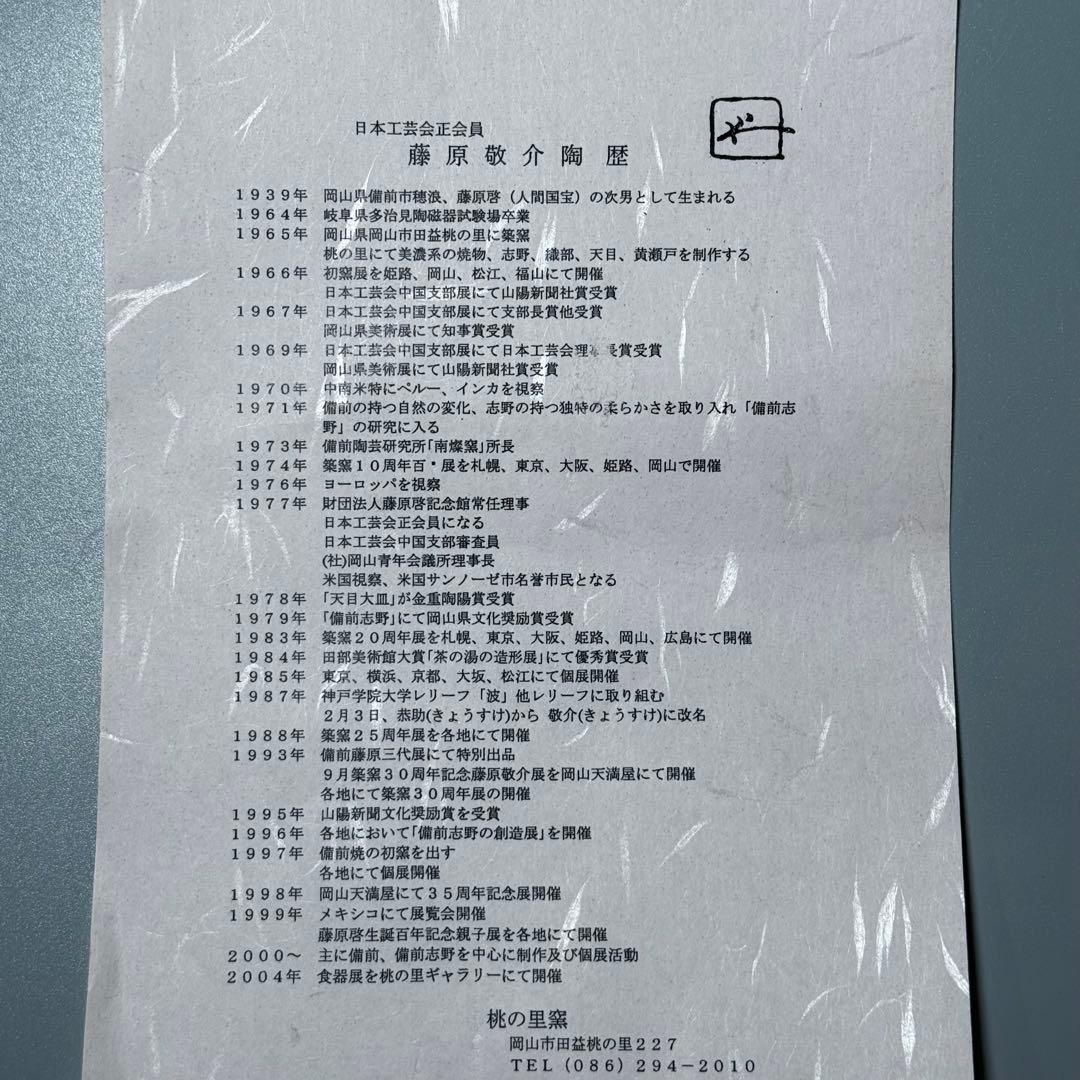 日本工芸会正会員
藤原敬介陶歴
1939年 岡山県備前市穂浪、藤原啓（人間国宝）の次男として生まれる
1964年 岐阜県多治見陶磁器試験場卒業
1965年 岡山県岡山市田益桃の里に築窯
桃の里にて美濃系の焼物、志野、織部、天目、黄瀬戸を制作する
1966年 初窯展を姫路、岡山、松江、福山にて開催
日本工芸会中国支部展にて山陽新聞社賞受賞
1967年 日本工芸会中国支部展にて支部長賞他受賞
岡山県美術展にて知事賞受賞
1969年 日本工芸会中国支部展にて日本工芸会理事長賞受賞
岡山県美術展にて山陽新聞社賞受賞
1970年 中南米特にペルー、インカを視察
1971年 備前の持つ自然の変化、志野の持つ独特の柔らかさを取り入れ「備前志
野」の研究に入る
1973年 備前陶芸研究所「南燦窯」所長
1974年 築窯10周年百・展を札幌、東京、大阪、姫路、岡山で開催
1976年 ヨーロッパを視察
1977年 財団法人藤原啓記念館常任理事
日本工芸会正会員になる
日本工芸会中国支部審査員
(社)岡山青年会議所理事長
米国視察、米国サンノーゼ市名誉市民となる
1978年 「天目大皿」が金重陶陽賞受賞
1979年 「備前志野」にて岡山県文化奨励賞受賞
1983年 築窯20周年展を札幌、東京、大阪、姫路、岡山、広島にて開催
1984年 田部美術館大賞「茶の湯の造形展」にて優秀賞受賞
1985年 東京、横浜、京都、大坂、松江にて個展開催
1987年 神戸学院大学レリーフ「波」他レリーフに取り組む
2月3日、恭助(きょうすけ)から 敬介(きょうすけ)に改名
1988年 築窯25周年展を各地にて開催
1993年 備前藤原三代展にて特別出品
9月築窯30周年記念藤原敬介展を岡山天満屋にて開催
各地にて築窯30周年展の開催
1995年 山陽新聞文化奨励賞を受賞
1996年 各地において「備前志野の創造展」を開催
1997年 備前焼の初窯を出す
各地にて個展開催
1998年 岡山天満屋にて35周年記念展開催
1999年 メキシコにて展覧会開催
藤原啓生誕百年記念親子展を各地にて開催
2000～ 主に備前、備前志野を中心に制作及び個展活動
2004年 食器展を桃の里ギャラリーにて開催
桃の里窯
岡山市田益桃の里227
TEL (086) 294-2010